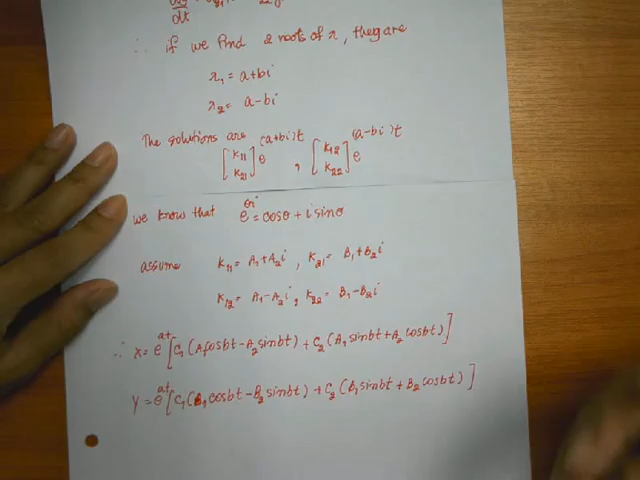 dt
∴ if we find 2 roots of λ, they are
λ₁ = a+bi
λ₂ = a-bi
The solutions are [K₁₁ K₂₁] e^(a+bi)t , [K₁₂ K₂₂] e^(a-bi)t
we know that e^θi = cosθ + i sinθ
assume K₁₁ = A₁+A₂i , K₂₁ = B₁+B₂i
K₁₂ = A₁-A₂i , K₂₂ = B₁-B₂i
∴ x = e^at [C₁(A₁cosbt - A₂sinbt) + C₂(A₁sinbt + A₂cosbt)]
y = e^at [C₁(B₁cosbt - B₂sinbt) + C₂(B₁sinbt + B₂cosbt)]